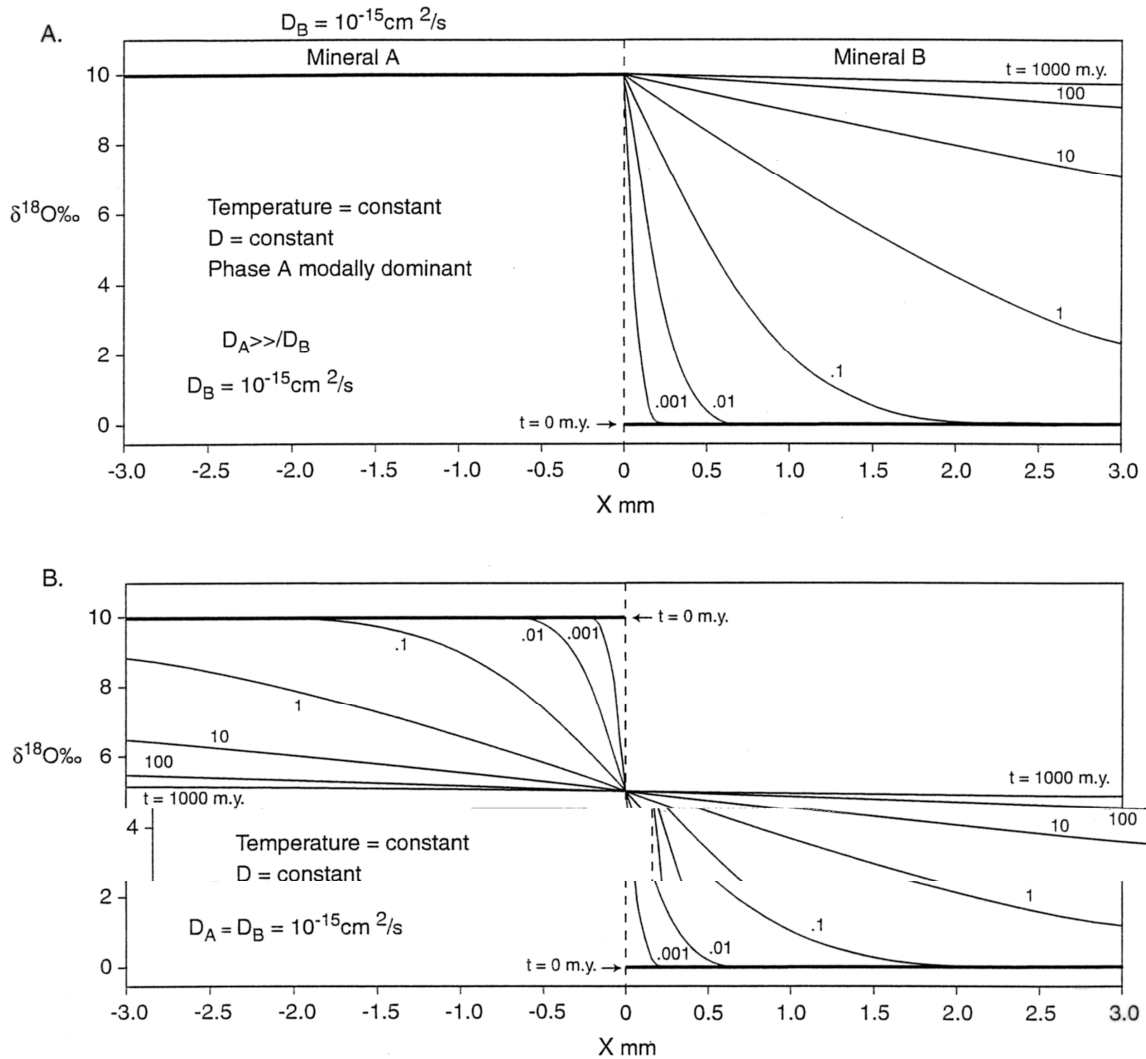 A.
D_B = 10^-15 cm ^2/s
Mineral A
Mineral B
10
8
6
4
2
0
δ18O‰
Temperature = constant
D = constant
Phase A modally dominant
D_A>>/D_B
D_B = 10^-15 cm ^2/s
t = 0 m.y. →
.001
.01
.1
1
10
100
t = 1000 m.y.
-3.0 -2.5 -2.0 -1.5 -1.0 -0.5 0 0.5 1.0 1.5 2.0 2.5 3.0
X mm
B.
10
8
6
4
2
0
δ18O‰
← t = 0 m.y.
.1
.01
.001
1
10
100
t = 1000 m.y.
t = 1000 m.y.
100
10
1
.1
.01
.001
Temperature = constant
D = constant
D_A = D_B = 10^-15 cm ^2/s
t = 0 m.y. →
-3.0 -2.5 -2.0 -1.5 -1.0 -0.5 0 0.5 1.0 1.5 2.0 2.5 3.0
X mm